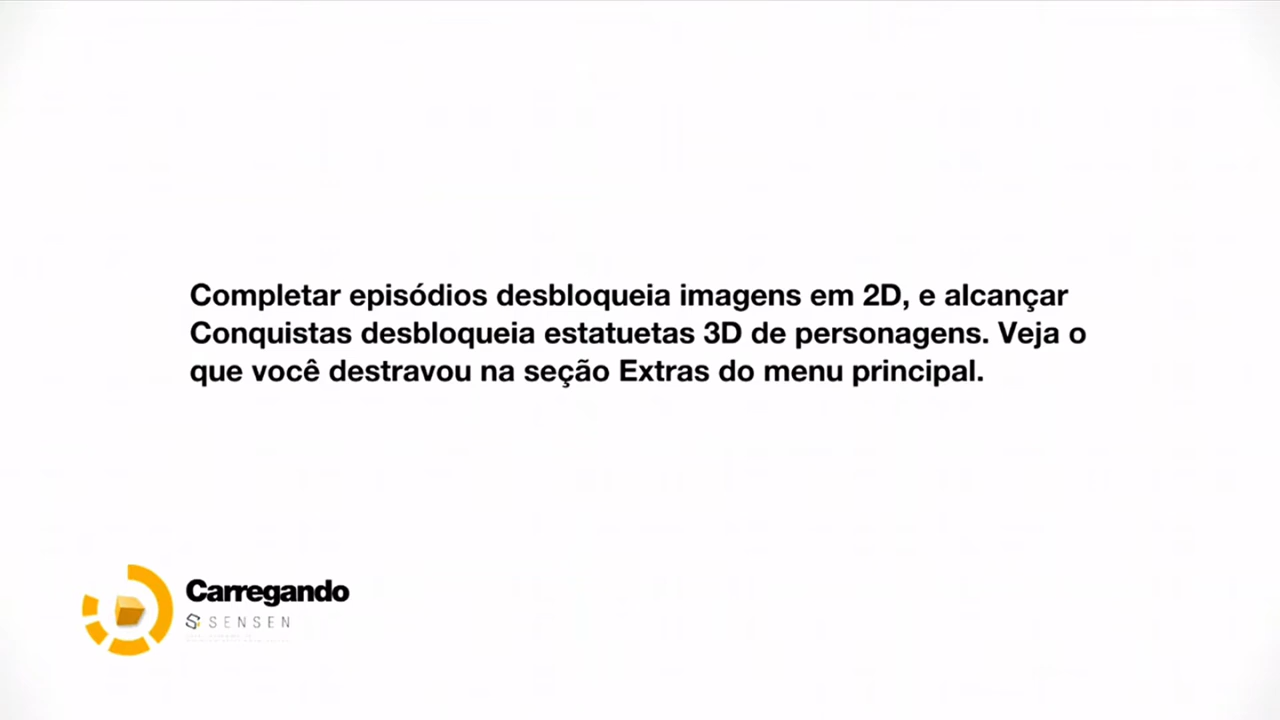 Completar episódios desbloqueia imagens em 2D, e alcançar
Conquistas desbloqueia estatuetas 3D de personagens. Veja o
que você destravou na seção Extras do menu principal.
Carregando
SENSEN